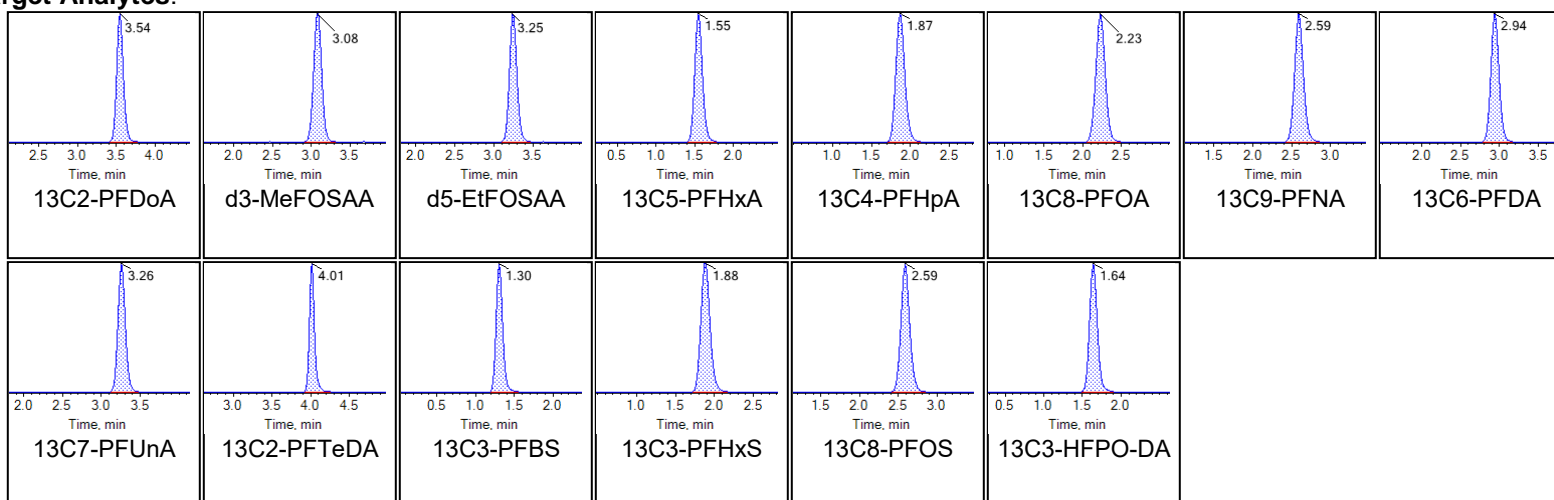 3.54 3.08 3.25 1.55 1.87 2.23 2.59 2.94
2.5 3.0 3.5 4.0 2.0 2.5 3.0 3.5 2.0 2.5 3.0 3.5 4.0 0.5 1.0 1.5 2.0 1.0 1.5 2.0 2.5 1.0 1.5 2.0 2.5 1.5 2.0 2.5 3.0 2.0 2.5 3.0 3.5
Time, min Time, min Time, min Time, min Time, min Time, min Time, min Time, min
13C2-PFDoA d3-MeFOSAA d5-EtFOSAA 13C5-PFHxA 13C4-PFHpA 13C8-PFOA 13C9-PFNA 13C6-PFDA
3.26 4.01 1.30 1.88 2.59 1.64
2.0 2.5 3.0 3.5 3.0 3.5 4.0 4.5 0.5 1.0 1.5 2.0 1.0 1.5 2.0 2.5 1.5 2.0 2.5 3.0 0.5 1.0 1.5 2.0
Time, min Time, min Time, min Time, min Time, min Time, min
13C7-PFUnA 13C2-PFTeDA 13C3-PFBS 13C3-PFHxS 13C8-PFOS 13C3-HFPO-DA